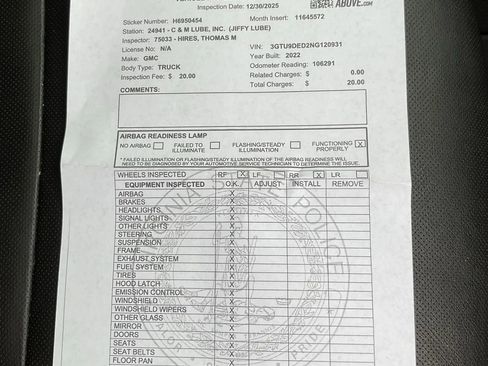 ABOVE.com
Inspection Date: 12/30/2025
Sticker Number: H6950454 Month Insert: 11645572
Station: 24941 - C & M LUBE, INC. (JIFFY LUBE)
Inspector: 75033 - HIRES, THOMAS M
License No: N/A VIN: 3GTU9DED2NG120931
Make: GMC Year Built: 2022
Body Type: TRUCK Odometer Reading: 106291
Inspection Fee: $ 20.00 Related Charges: $ 0.00
Total Charges: $ 20.00
COMMENTS:
AIRBAG READINESS LAMP
NO AIRBAG FAILED TO ILLUMINATE FLASHING/STEADY ILLUMINATION FUNCTIONING PROPERLY X
* FAILED ILLUMINATION OR FLASHING/STEADY ILLUMINATION OF THE AIRBAG READINESS WILL
NEED TO BE DIAGNOSED BY YOUR AUTOMOTIVE SERVICE TECHNICIAN TO DETERMINE THE ISSUE.
WHEELS INSPECTED RF X LF RR X LR
EQUIPMENT INSPECTED O.K. ADJUST INSTALL REMOVE
AIRBAG X
BRAKES X
HEADLIGHTS X
SIGNAL LIGHTS X
OTHER LIGHTS X
STEERING X
SUSPENSION X
FRAME X
EXHAUST SYSTEM X
FUEL SYSTEM X
TIRES X
HOOD LATCH X
EMISSION CONTROL X
WINDSHIELD X
WINDSHIELD WIPERS X
OTHER GLASS X
MIRROR X
DOORS X
SEATS X
SEAT BELTS X
FLOOR PAN X